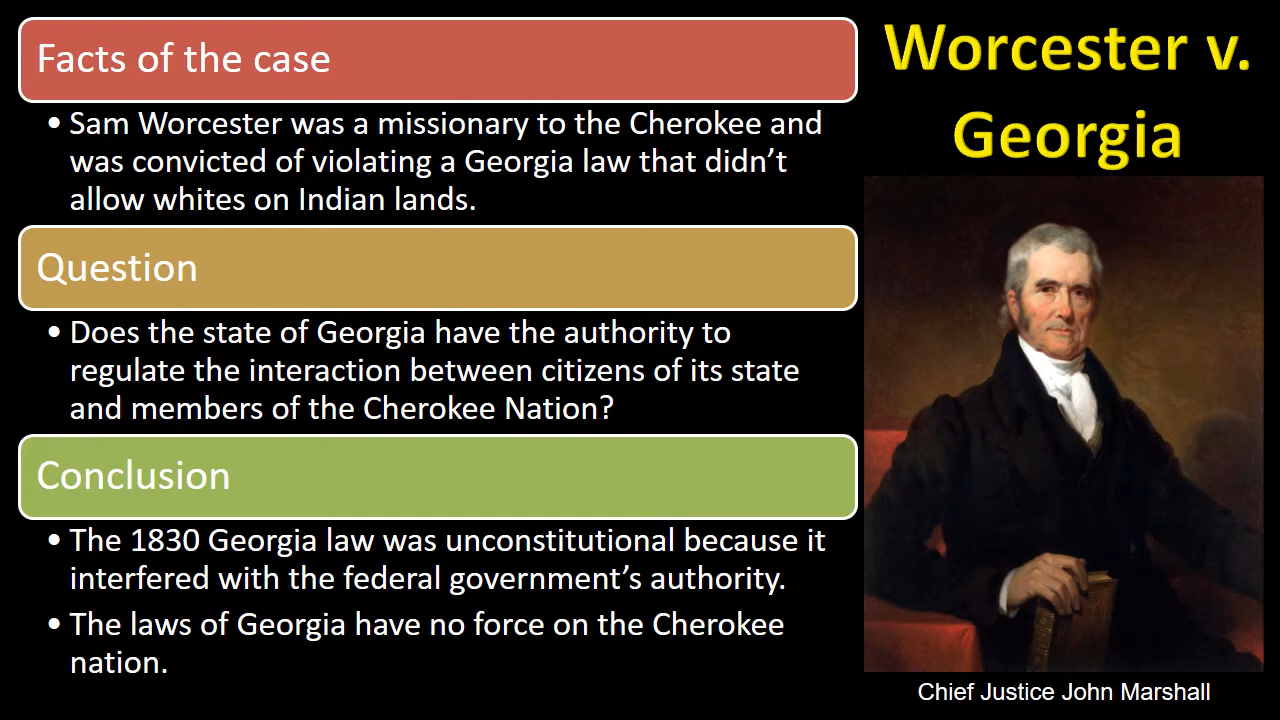 Facts of the case
• Sam Worcester was a missionary to the Cherokee and
was convicted of violating a Georgia law that didn’t
allow whites on Indian lands.
Question
• Does the state of Georgia have the authority to
regulate the interaction between citizens of its state
and members of the Cherokee Nation?
Conclusion
• The 1830 Georgia law was unconstitutional because it
interfered with the federal government’s authority.
• The laws of Georgia have no force on the Cherokee
nation.
Worcester v.
Georgia
Chief Justice John Marshall